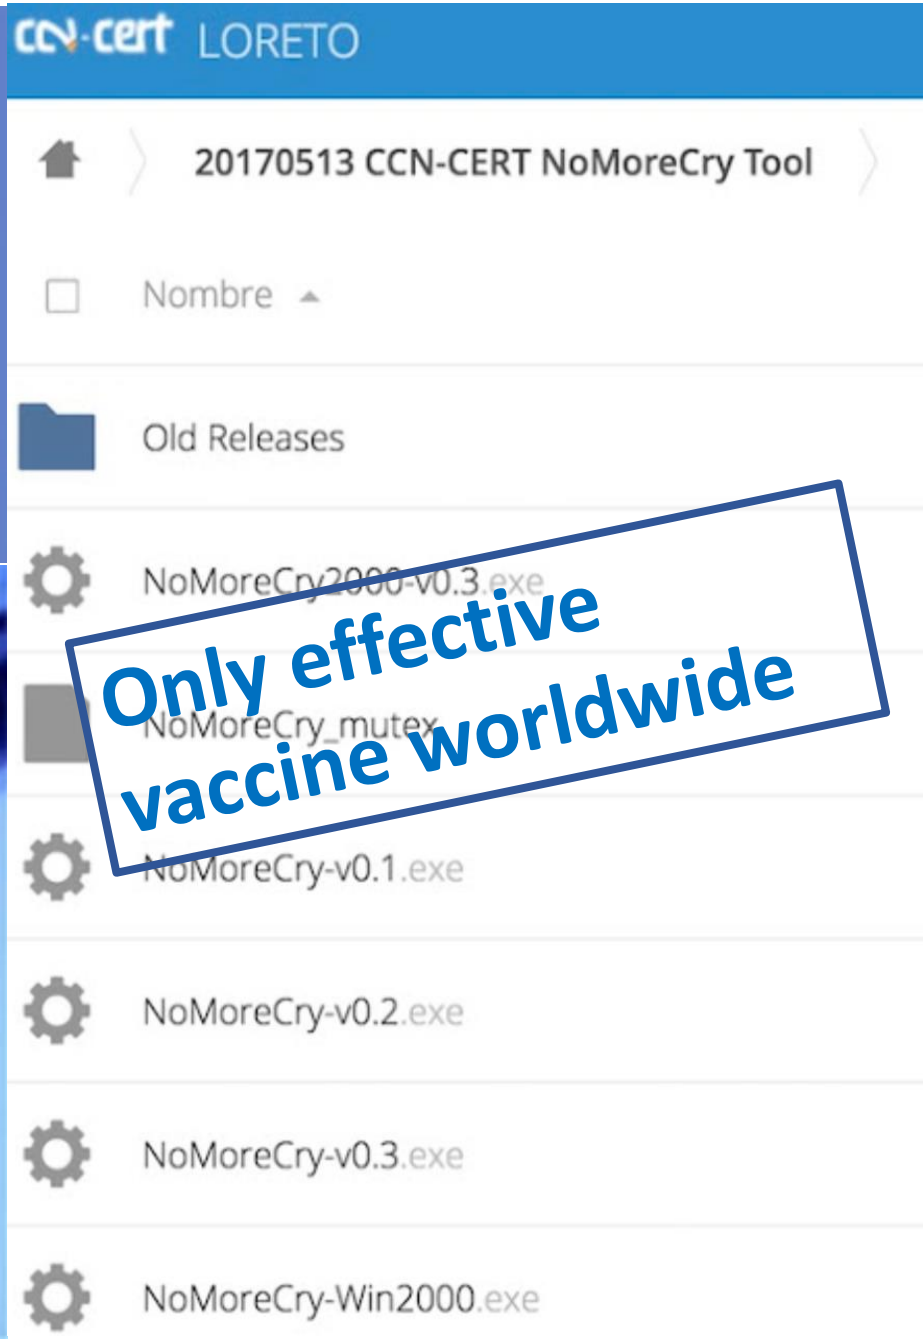 ccn-cert LORETO
20170513 CCN-CERT NoMoreCry Tool
Nombre
Old Releases
NoMoreCry2000-v0.3.exe
Only effective
vaccine worldwide
NoMoreCry_mutex
NoMoreCry-v0.1.exe
NoMoreCry-v0.2.exe
NoMoreCry-v0.3.exe
NoMoreCry-Win2000.exe